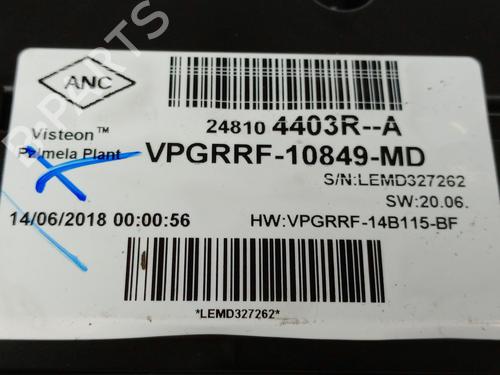 ANC
Visteon™
Palmela Plant
24810 4403R--A
VPGRRF-10849-MD
S/N:LEMD327262
SW:20.06.
14/06/2018 00:00:56
HW:VPGRRF-14B115-BF
*LEMD327262*
B-PARTS